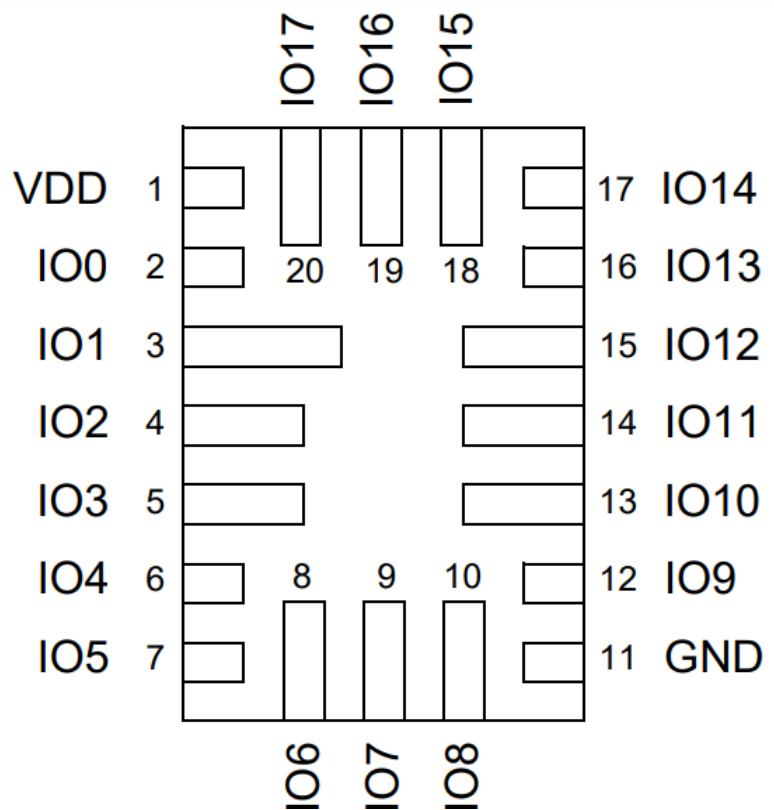 IO17 IO16 IO15
VDD 1 17 IO14
IO0 2 20 19 18 16 IO13
IO1 3 15 IO12
IO2 4 14 IO11
IO3 5 13 IO10
IO4 6 8 9 10 12 IO9
IO5 7 11 GND
IO6 IO7 IO8